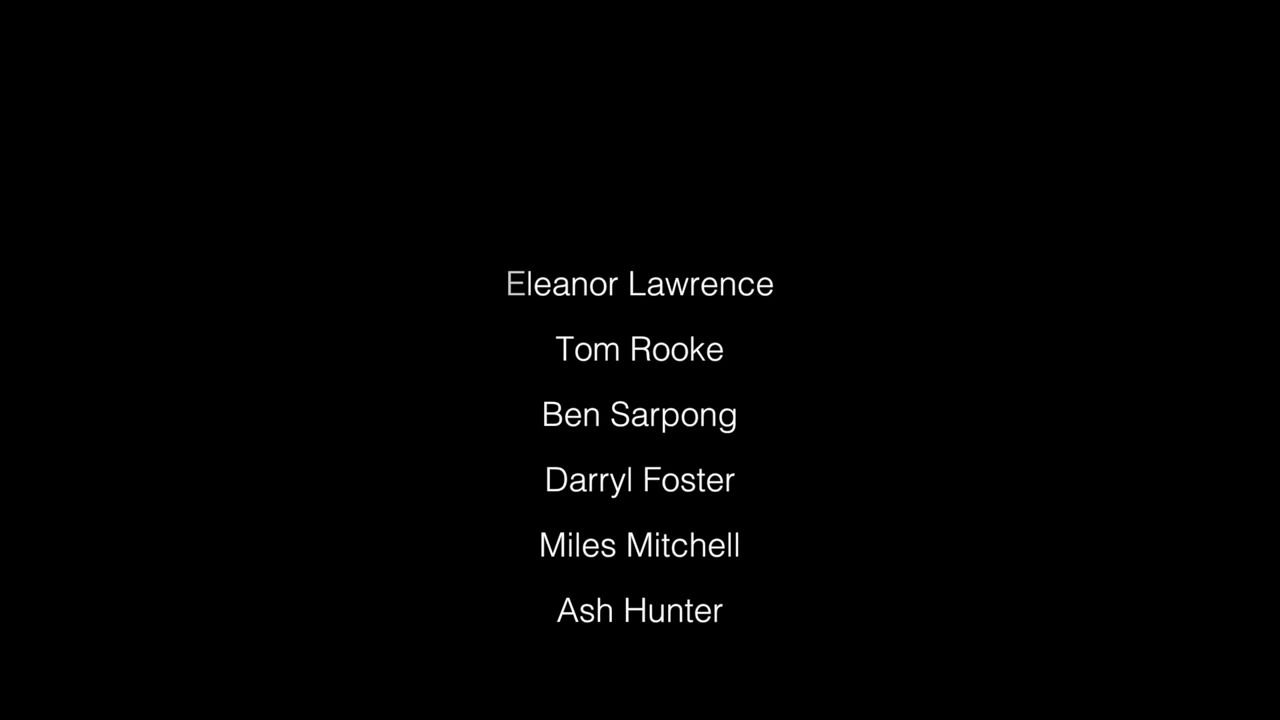 Eleanor Lawrence
Tom Rooke
Ben Sarpong
Darryl Foster
Miles Mitchell
Ash Hunter